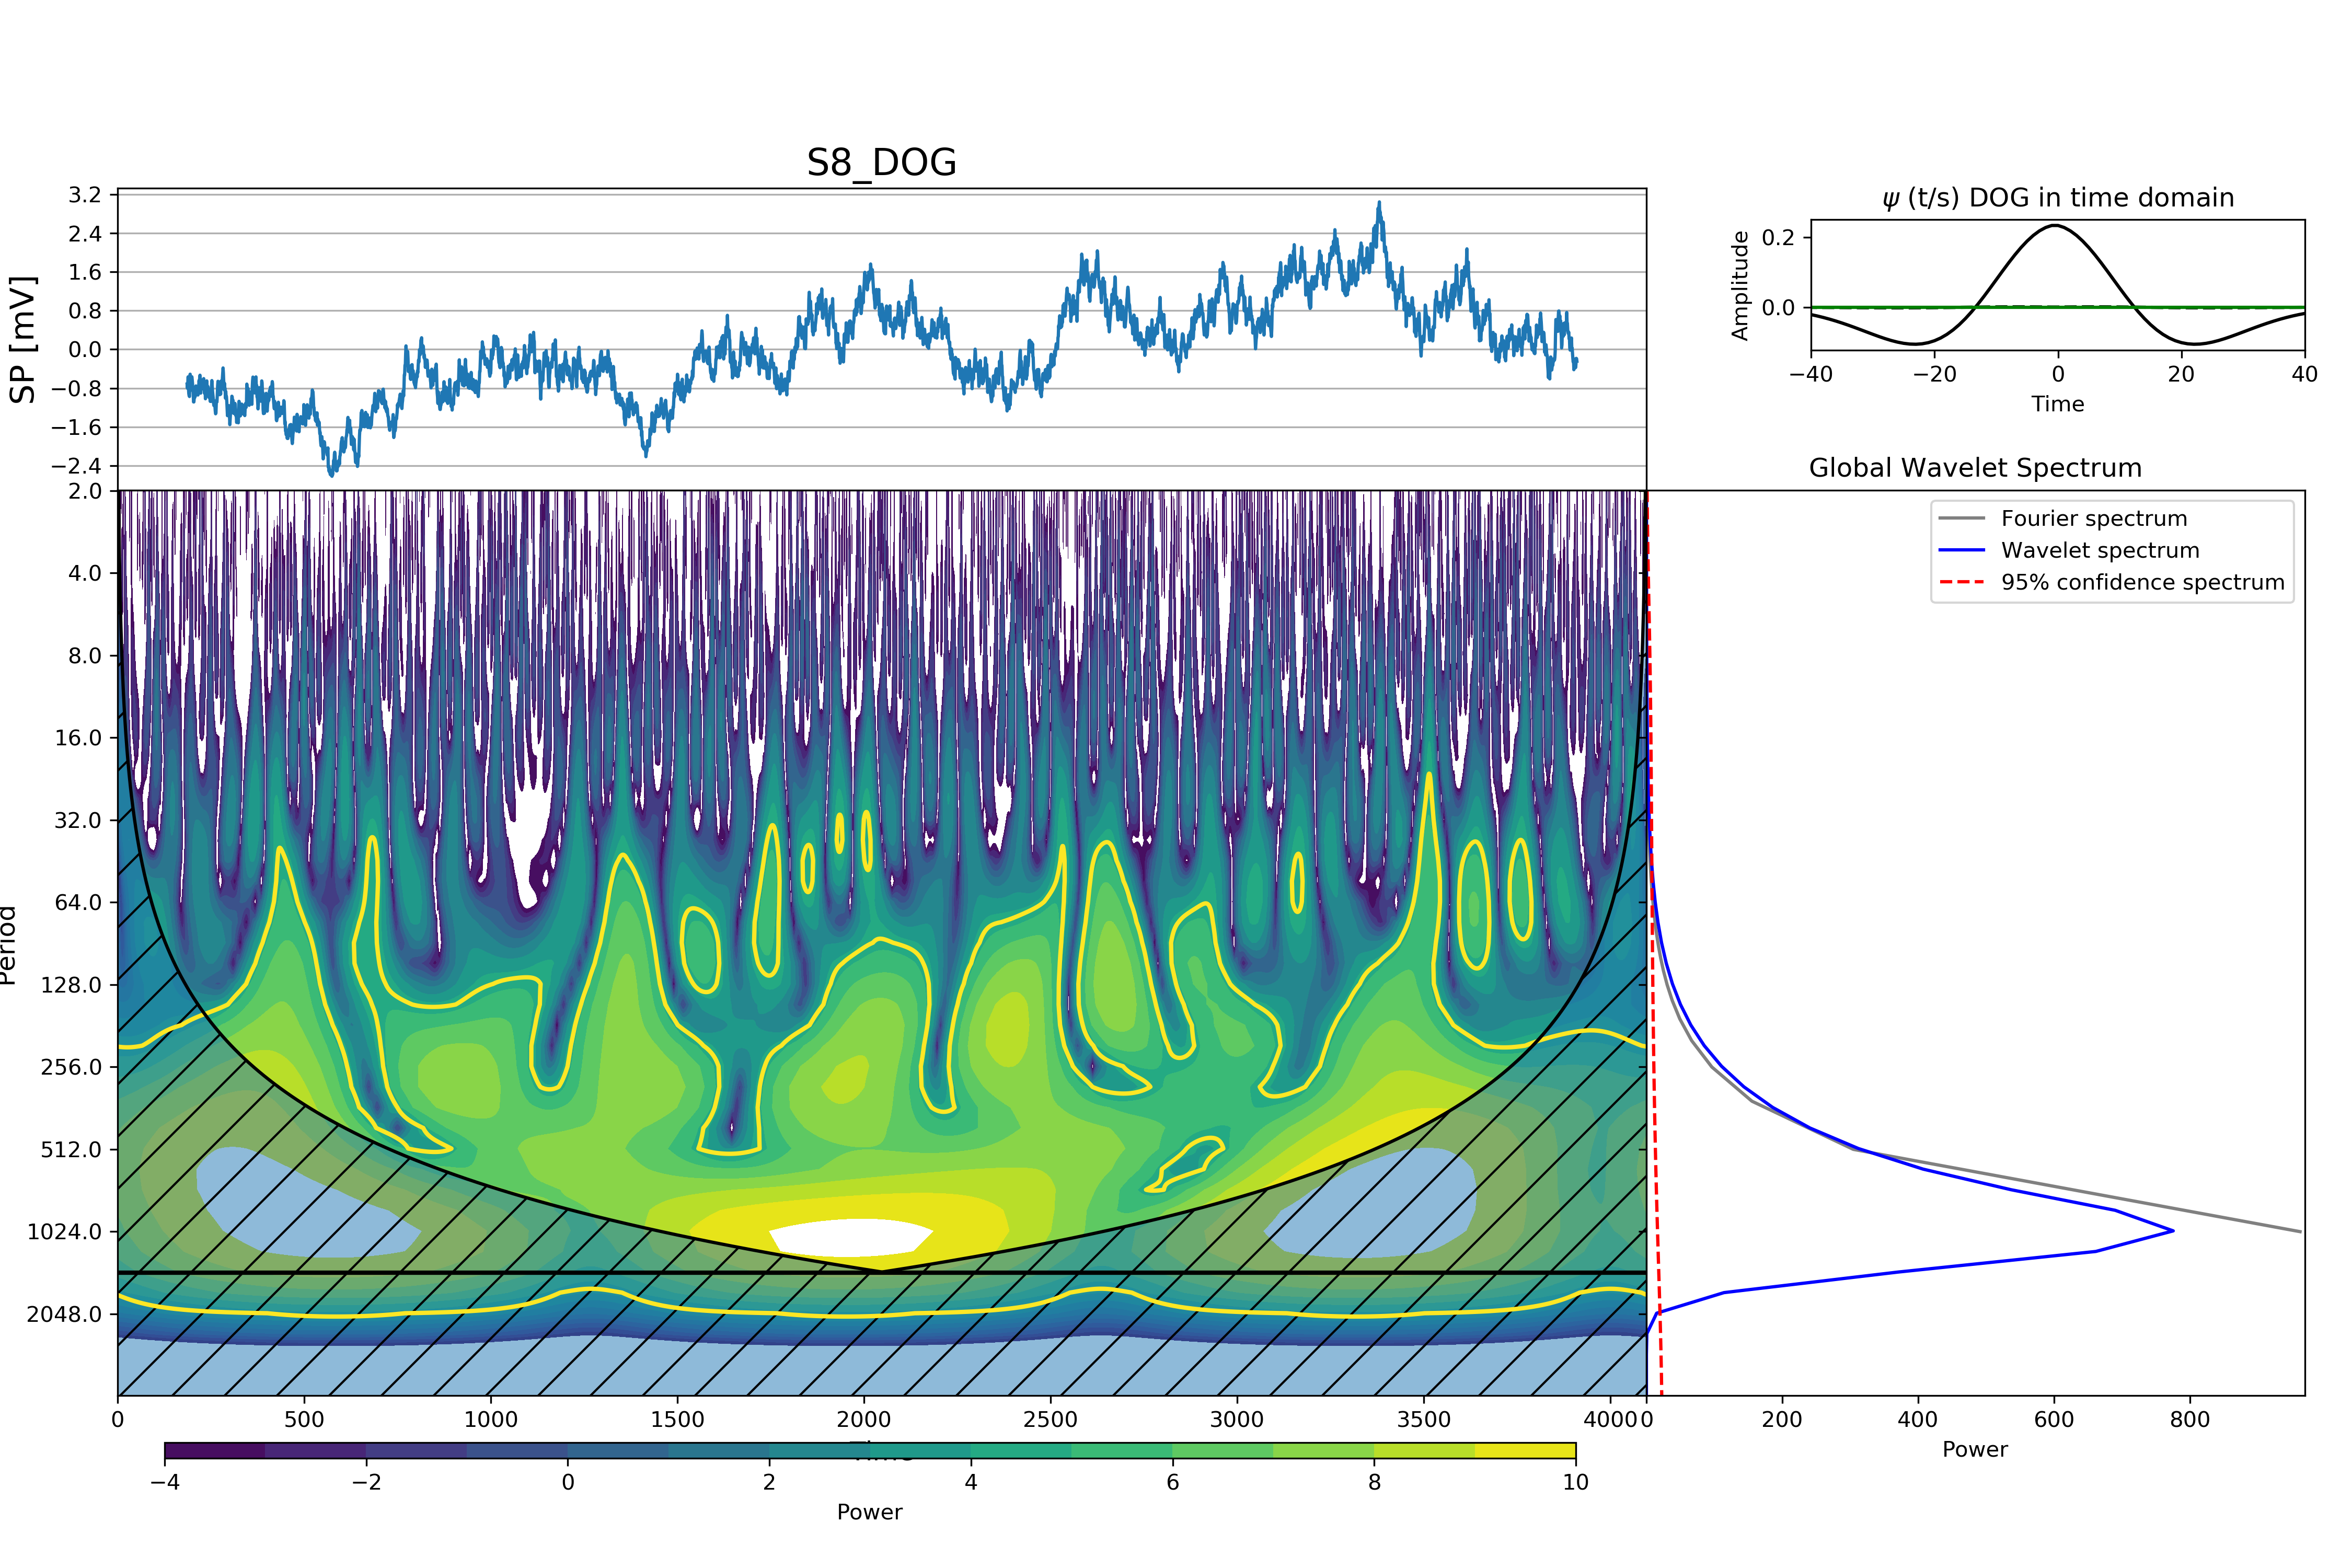 S8_DOG
SP [mV]
3.2
2.4
1.6
0.8
0.0
−0.8
−1.6
−2.4
ψ (t/s) DOG in time domain
Amplitude
0.2
0.0
−40 −20 0 20 40
Time
Global Wavelet Spectrum
Fourier spectrum
Wavelet spectrum
95% confidence spectrum
Period
2.0
4.0
8.0
16.0
32.0
64.0
128.0
256.0
512.0
1024.0
2048.0
0 500 1000 1500 2000 2500 3000 3500 4000
0 200 400 600 800
Power
Time
−4 −2 0 2 4 6 8 10
Power